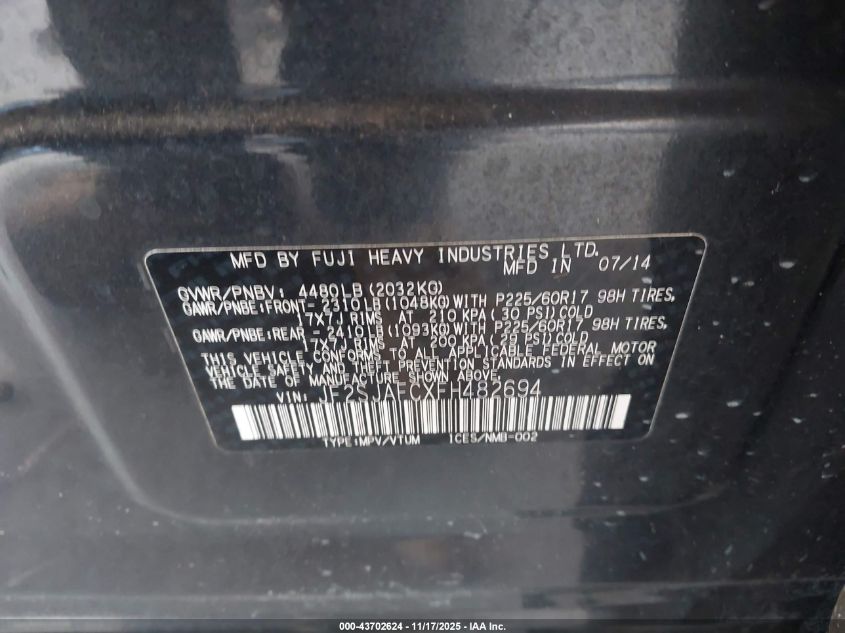 MFD BY FUJI HEAVY INDUSTRIES LTD.
MFD IN 07/14
GVWR/PNBV: 4480LB(2032KG)
GAWR/PNBE:FRONT- 2310LB(1048KG)WITH P225/60R17 98H TIRES,
17X7J RIMS AT 210 KPA( 30 PSI)COLD
GAWR/PNBE:REAR - 2410LB(1093KG)WITH P225/60R17 98H TIRES,
17X7J RIMS AT 200 KPA( 29 PSI)COLD
THIS VEHICLE CONFORMS TO ALL APPLICABLE FEDERAL MOTOR
VEHICLE SAFETY AND THEFT PREVENTION STANDARDS IN EFFECT ON
THE DATE OF MANUFACTURE SHOWN ABOVE.
VIN: JF2SJAFCXFH482694
TYPE:MPV/VTUM ICES/NMB-002
000-43702624 - 11/17/2025 - IAA Inc.